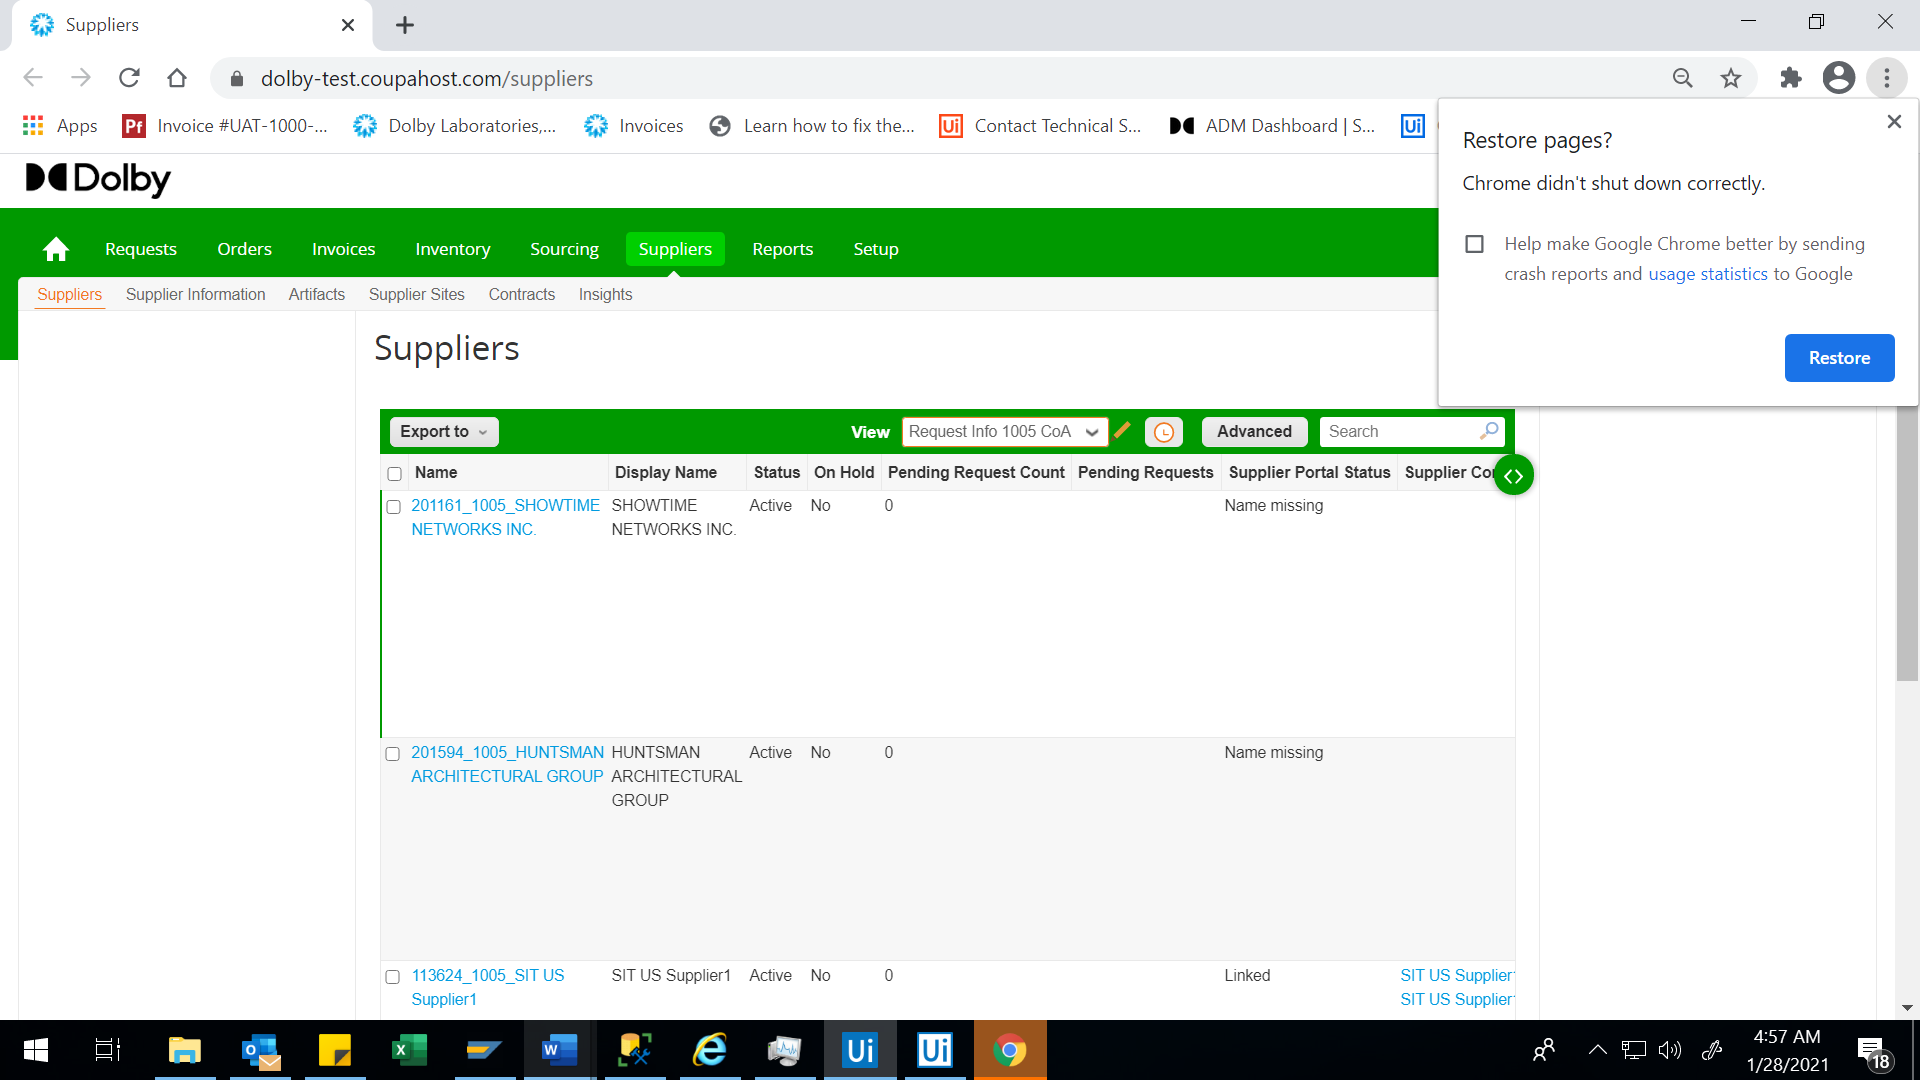 Suppliers
dolby-test.coupahost.com/suppliers
Apps
Pf Invoice #UAT-1000-...
Dolby Laboratories,...
Invoices
Learn how to fix the...
Ui Contact Technical S...
ADM Dashboard | S...
Ui
Restore pages?
Chrome didn't shut down correctly.
Help make Google Chrome better by sending
crash reports and usage statistics to Google
Restore
Dolby
Requests Orders Invoices Inventory Sourcing Suppliers Reports Setup
Suppliers Supplier Information Artifacts Supplier Sites Contracts Insights
Suppliers
Export to View Request Info 1005 CoA Advanced Search
Name Display Name Status On Hold Pending Request Count Pending Requests Supplier Portal Status Supplier Co
201161_1005_SHOWTIME SHOWTIME Active No 0 Name missing
NETWORKS INC. NETWORKS INC.
201594_1005_HUNTSMAN HUNTSMAN Active No 0 Name missing
ARCHITECTURAL GROUP ARCHITECTURAL
GROUP
113624_1005_SIT US SIT US Supplier1 Active No 0 Linked SIT US Supplier
Supplier1 SIT US Supplier
Ui Ui
4:57 AM
1/28/2021
18